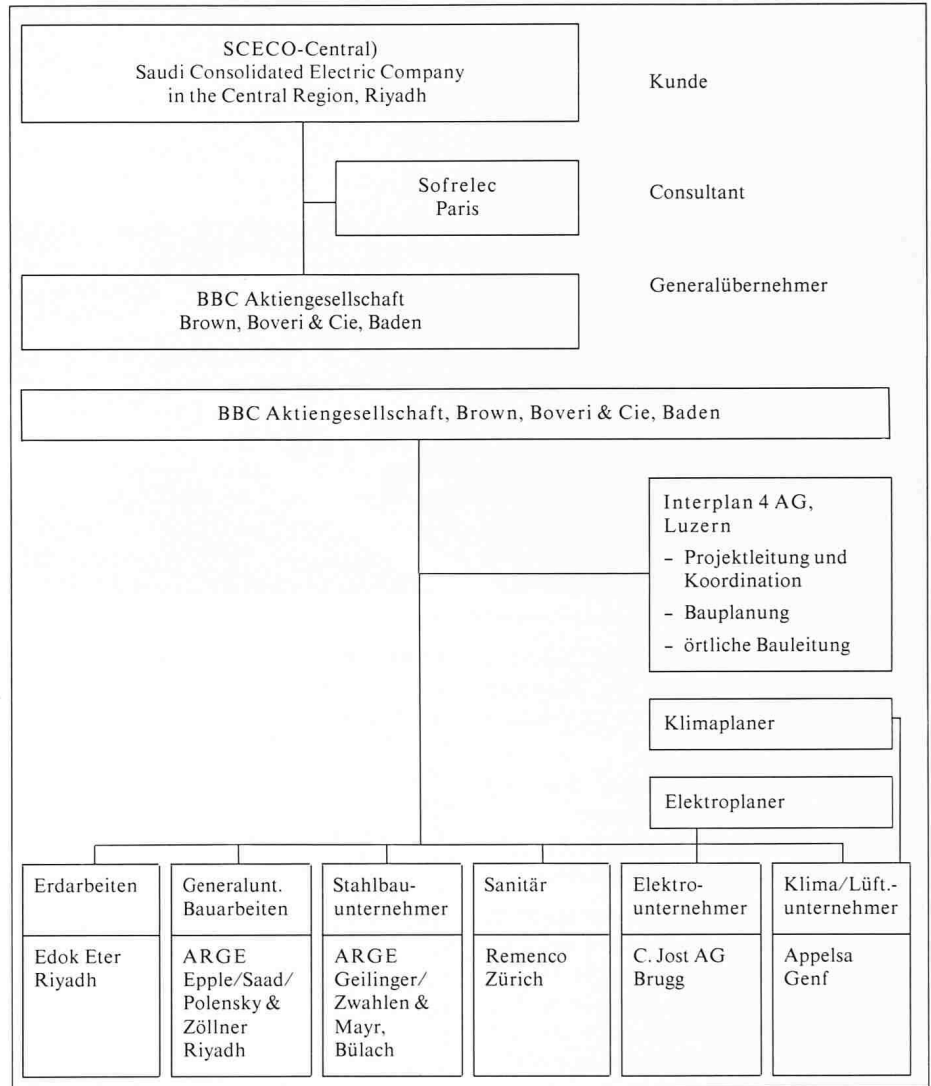 SCECO-Central)
Saudi Consolidated Electric Company
in the Central Region, Riyadh
Kunde
Sofrelec
Paris
Consultant
BBC Aktiengesellschaft
Brown, Boveri & Cie, Baden
Generalübernehmer
BBC Aktiengesellschaft, Brown, Boveri & Cie, Baden
Interplan 4 AG,
Luzern
– Projektleitung und
Koordination
– Bauplanung
– örtliche Bauleitung
Klimaplaner
Elektroplaner
Erdarbeiten
Edok Eter
Riyadh
Generalunt.
Bauarbeiten
ARGE
Epple/Saad/
Polensky &
Zöllner
Riyadh
Stahlbau-
unternehmer
ARGE
Geilinger/
Zwahlen &
Mayr,
Bülach
Sanitär
Remenco
Zürich
Elektro-
unternehmer
C. Jost AG
Brugg
Klima/Lüft.-
unternehmer
Appelsa
Genf